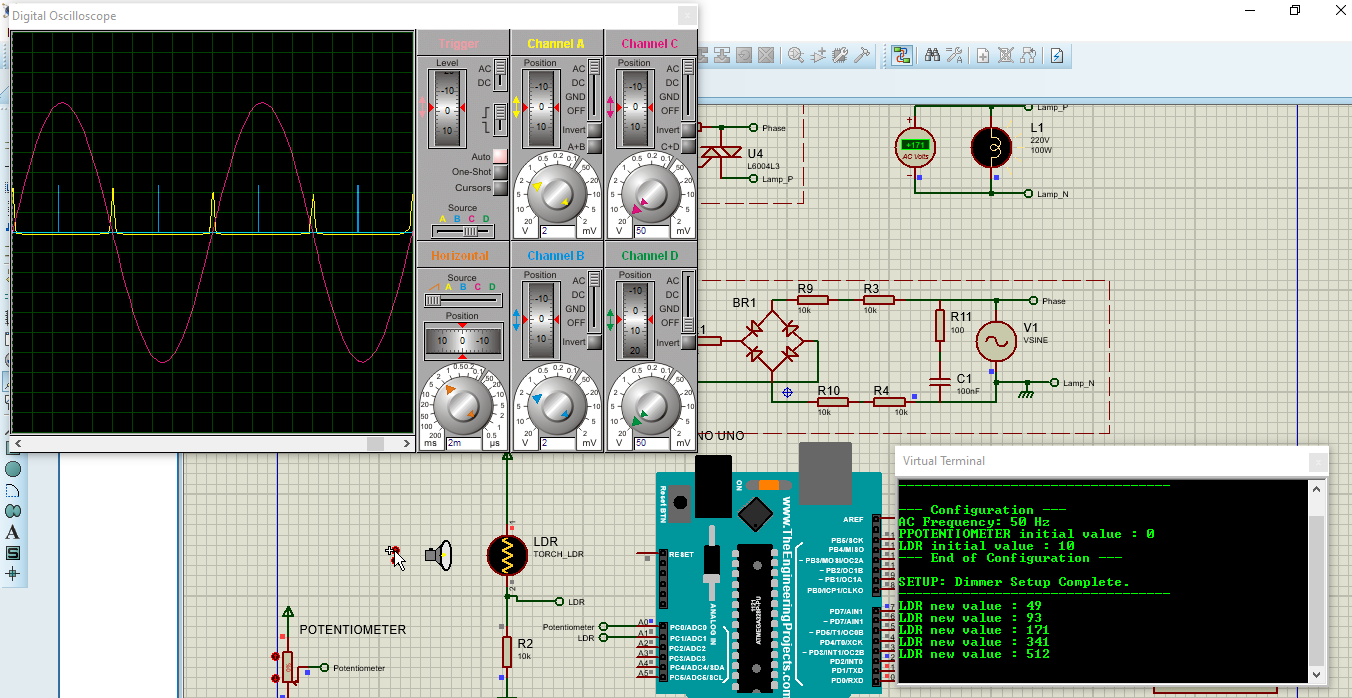 Digital Oscilloscope
Trigger
Level
-10
0
10
AC
DC
Auto
One-Shot
Cursors
Source
A B C D
Horizontal
Source
A B C D
Position
10 0 -10
ms
2m
µs
Channel A
Position
AC
DC
GND
OFF
Invert
A+B
-10
0
10
V
2
mV
Channel C
Position
AC
DC
GND
OFF
Invert
C+D
-10
0
10
V
50
mV
Channel B
Position
AC
DC
GND
OFF
Invert
-10
0
10
V
2
mV
Channel D
Position
AC
DC
GND
OFF
Invert
-10
0
10
20
V
50
mV
Phase
U4
L6004L3
Lamp_P
Lamp_P
+171
AC Volts
L1
220V
100W
Lamp_N
BR1
R9
10k
R3
10k
Phase
R11
100
V1
VSINE
C1
100nF
Lamp_N
R10
10k
R4
10k
NO UNO
LDR
TORCH_LDR
LDR
R2
10k
POTENTIOMETER
Potentiometer
Potentiometer
LDR
Reset BTN
ON
RESET
ANALOG IN
ATMEGA328P-PU
1121
www.TheEngineeringProjects.com
A0
A1
A2
A3
A4
A5
PC0/ADC0
PC1/ADC1
PC2/ADC2
PC3/ADC3
PC4/ADC4/SDA
PC5/ADC5/SCL
AREF
PB5/SCK
PB4/MISO
~ PB3/MOSI/OC2A
~ PB2/OC1B
~ PB1/OC1A
PB0/ICP1/CLKO
PD7/AIN1
~ PD7/AIN1
~ PD5/T1/OC0B
PD4/T0/XCK
~ PD3/INT1/OC2B
PD2/INT0
PD1/TXD
PD0/RXD
Virtual Terminal
--- Configuration ---
AC Frequency: 50 Hz
PPOTENTIOMETER initial value : 0
LDR initial value : 10
--- End of Configuration ---
SETUP: Dimmer Setup Complete.
LDR new value : 49
LDR new value : 93
LDR new value : 171
LDR new value : 341
LDR new value : 512